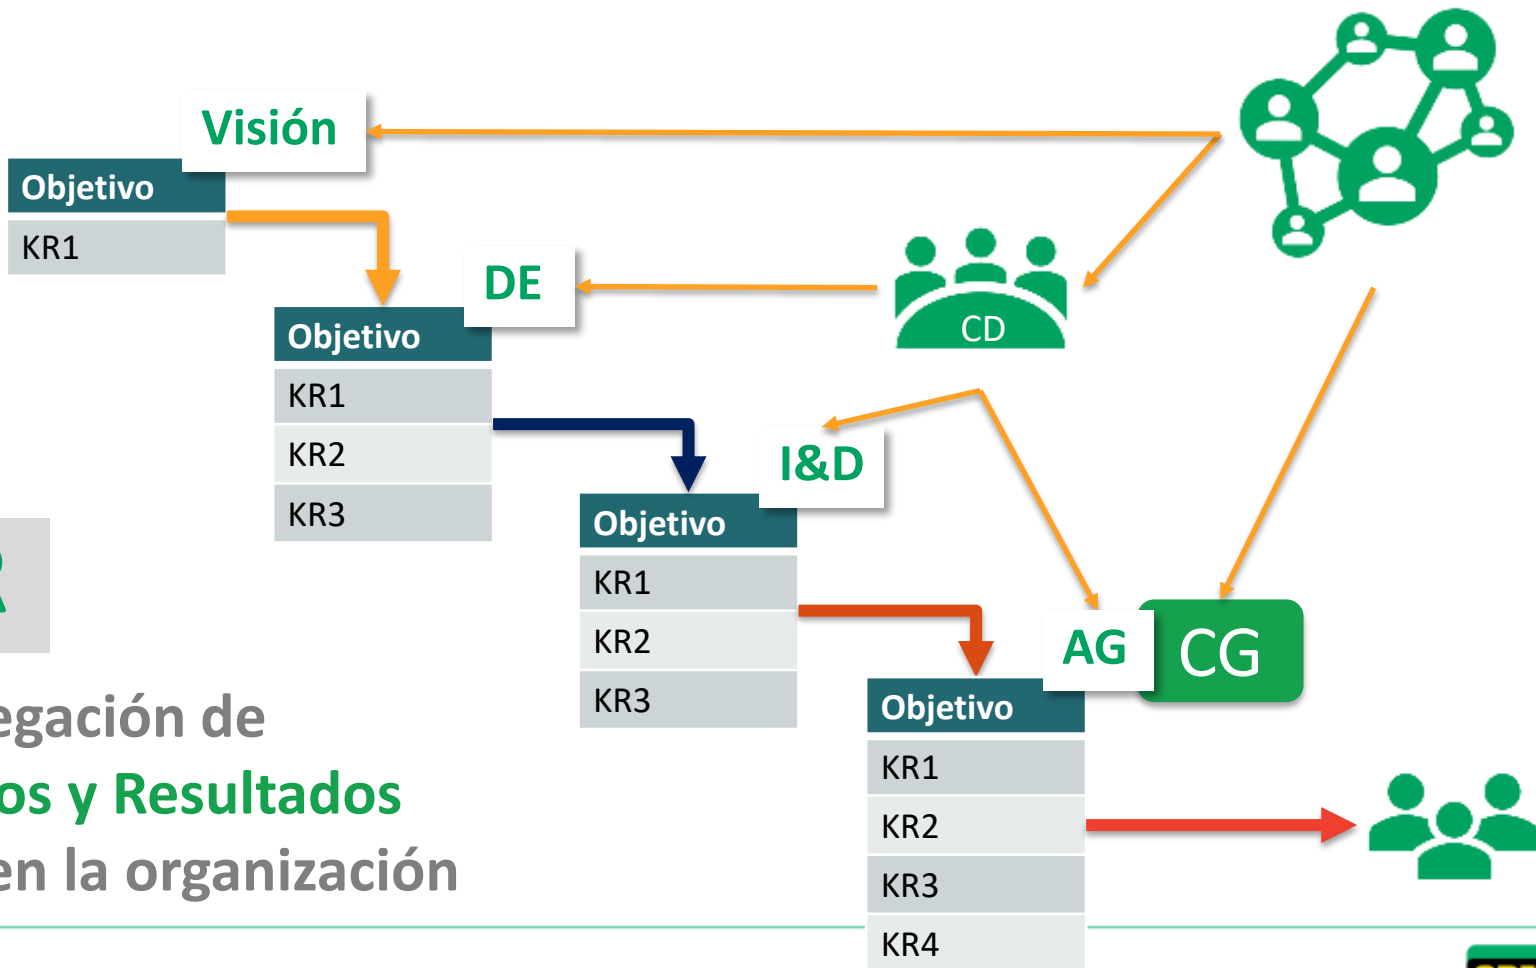 Visión
Objetivo
KR1
DE
Objetivo
KR1
KR2
KR3
CD
I&D
Objetivo
KR1
KR2
KR3
AG
CG
Objetivo
KR1
KR2
KR3
KR4
R
egación de
os y Resultados
en la organización